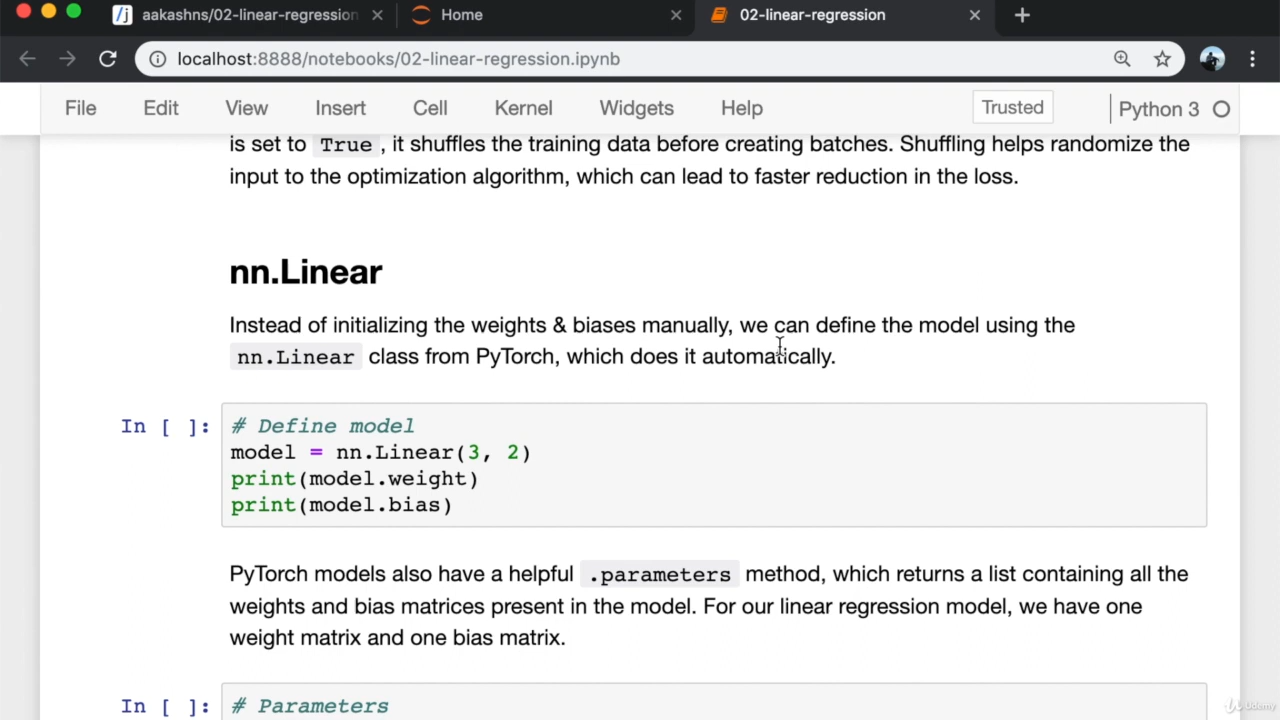 aakashns/02-linear-regression
Home
02-linear-regression
localhost:8888/notebooks/02-linear-regression.ipynb
File Edit View Insert Cell Kernel Widgets Help Trusted Python 3
is set to True , it shuffles the training data before creating batches. Shuffling helps randomize the
input to the optimization algorithm, which can lead to faster reduction in the loss.
nn.Linear
Instead of initializing the weights & biases manually, we can define the model using the
nn.Linear class from PyTorch, which does it automatically.
In [ ]: # Define model
model = nn.Linear(3, 2)
print(model.weight)
print(model.bias)
PyTorch models also have a helpful .parameters method, which returns a list containing all the
weights and bias matrices present in the model. For our linear regression model, we have one
weight matrix and one bias matrix.
In [ ]: # Parameters
Udemy